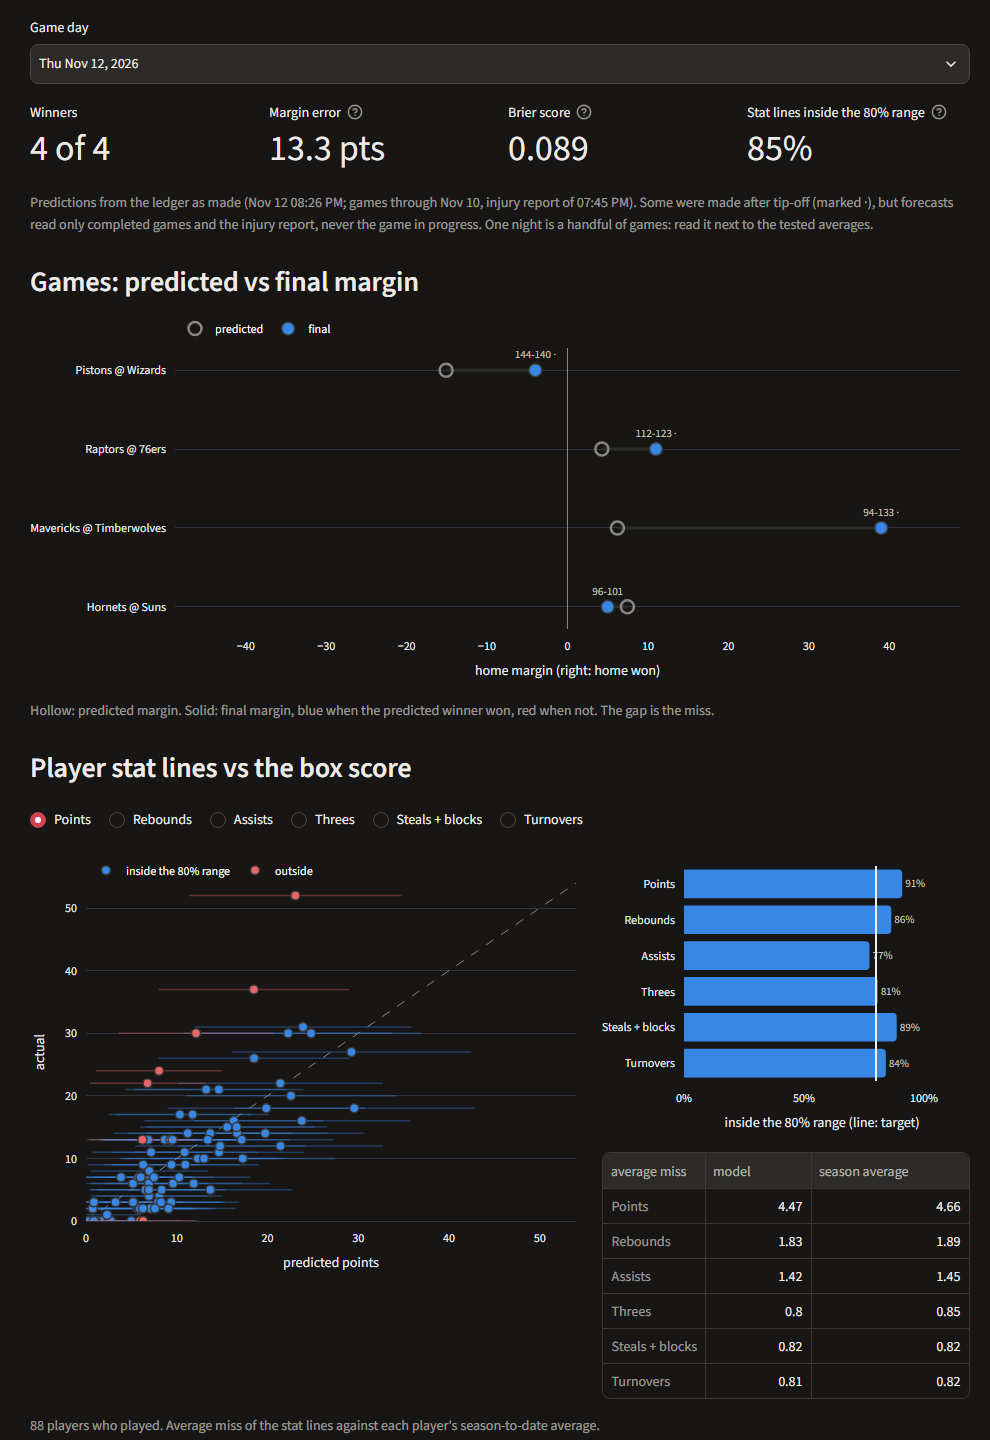 Game day
Thu Nov 12, 2026
Winners
4 of 4
Margin error
13.3 pts
Brier score
0.089
Stat lines inside the 80% range
85%
Predictions from the ledger as made (Nov 12 08:26 PM; games through Nov 10, injury report of 07:45 PM). Some were made after tip-off (marked ·), but forecasts
read only completed games and the injury report, never the game in progress. One night is a handful of games: read it next to the tested averages.
Games: predicted vs final margin
predicted final
144-140 ·
Pistons @ Wizards
112-123 ·
Raptors @ 76ers
94-133 ·
Mavericks @ Timberwolves
96-101
Hornets @ Suns
−40 −30 −20 −10 0 10 20 30 40
home margin (right: home won)
Hollow: predicted margin. Solid: final margin, blue when the predicted winner won, red when not. The gap is the miss.
Player stat lines vs the box score
Points Rebounds Assists Threes Steals + blocks Turnovers
inside the 80% range outside
50
40
30
20
10
0
actual
0 10 20 30 40 50
predicted points
Points 91%
Rebounds 86%
Assists 77%
Threes 81%
Steals + blocks 89%
Turnovers 84%
0% 50% 100%
inside the 80% range (line: target)
average miss model season average
Points 4.47 4.66
Rebounds 1.83 1.89
Assists 1.42 1.45
Threes 0.8 0.85
Steals + blocks 0.82 0.82
Turnovers 0.81 0.82
88 players who played. Average miss of the stat lines against each player's season-to-date average.